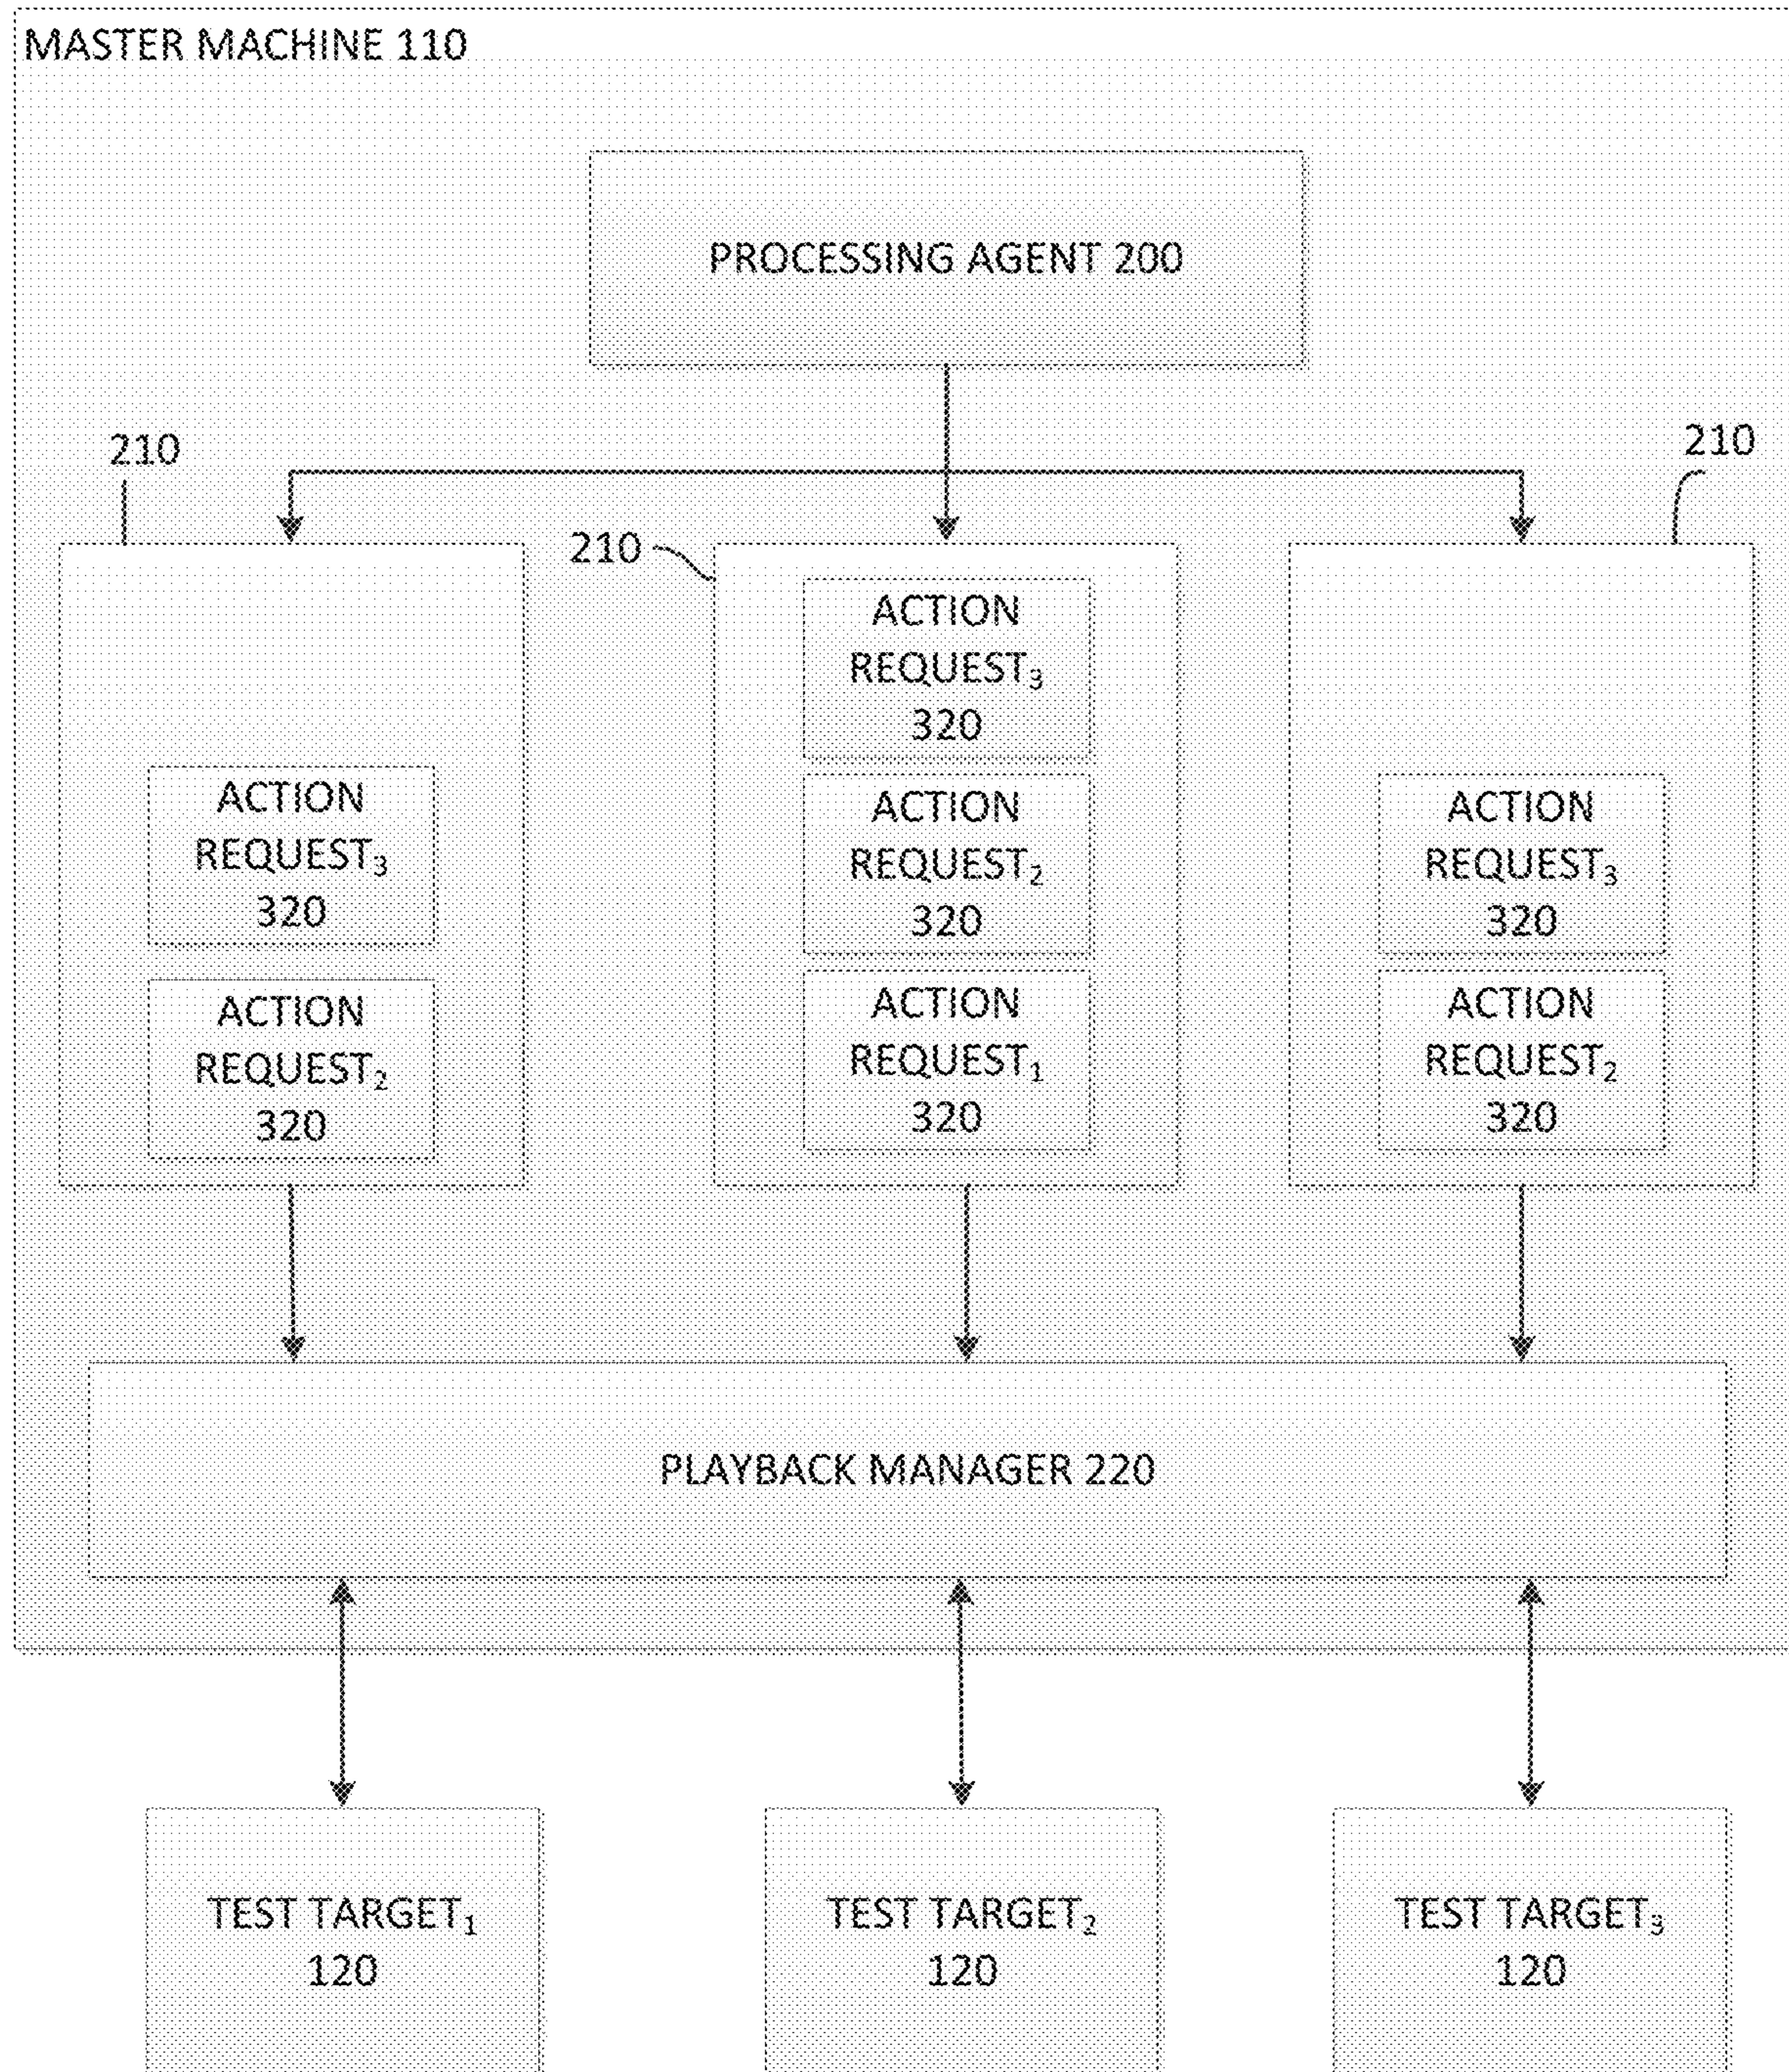 MASTER MACHINE 110
PROCESSING AGENT 200
210
210
210
ACTION
REQUEST₃
320
ACTION
REQUEST₂
320
ACTION
REQUEST₃
320
ACTION
REQUEST₂
320
ACTION
REQUEST₁
320
ACTION
REQUEST₃
320
ACTION
REQUEST₂
320
PLAYBACK MANAGER 220
TEST TARGET₁
120
TEST TARGET₂
120
TEST TARGET₃
120